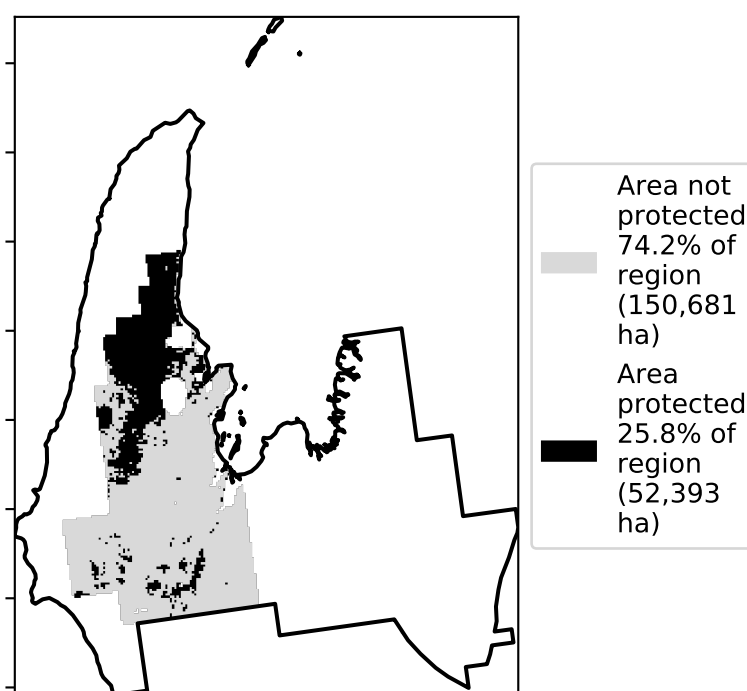 Area not
protected
74.2% of
region
(150,681
ha)
Area
protected
25.8% of
region
(52,393
ha)